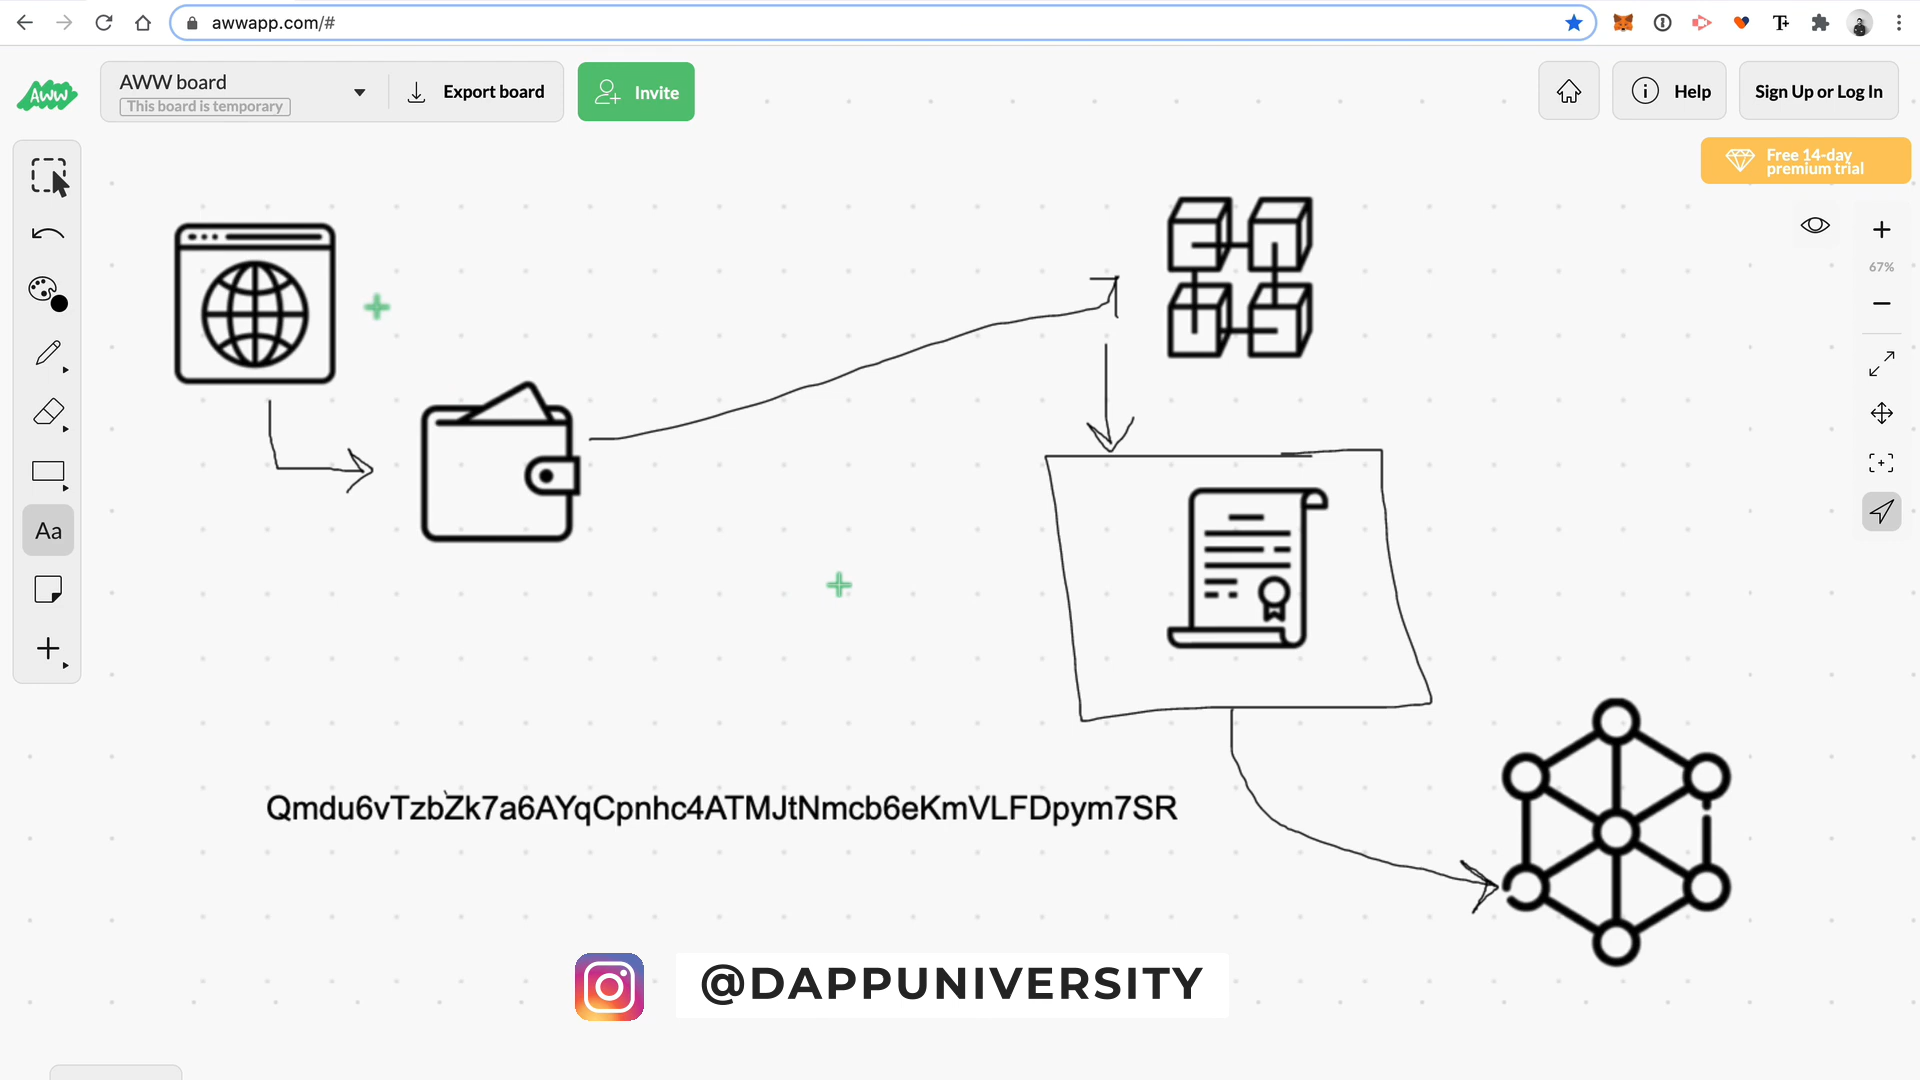 awwapp.com/#
AWW
AWW board
This board is temporary
Export board
Invite
Help
Sign Up or Log In
Free 14-day
premium trial
67%
Aa
Qmdu6vTzbZk7a6AYqCpnhc4ATMJtNmcb6eKmVLFDpym7SR
@DAPPUNIVERSITY